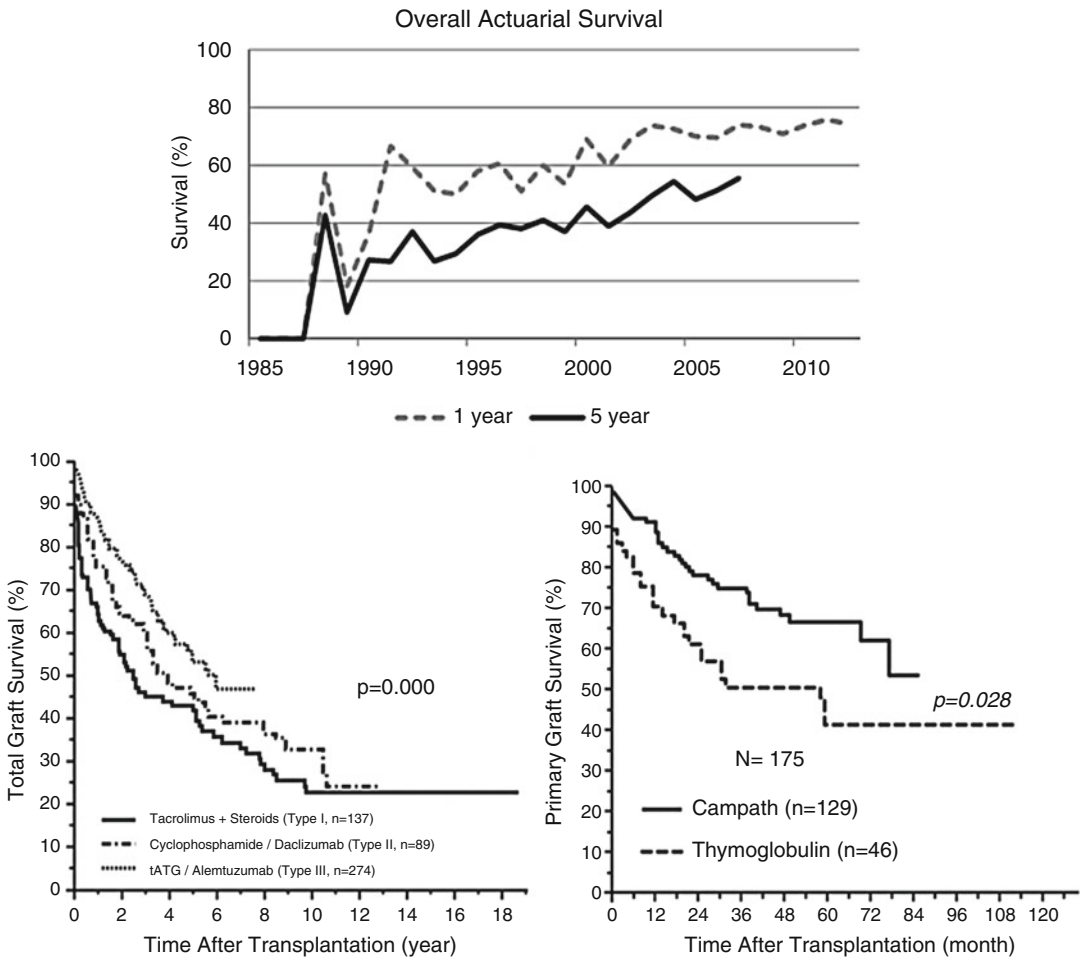 Overall Actuarial Survival
Survival (%)
100
80
60
40
20
0
1985 1990 1995 2000 2005 2010
1 year 5 year
Total Graft Survival (%)
100
90
80
70
60
50
40
30
20
10
0
p=0.000
Tacrolimus + Steroids (Type I, n=137)
Cyclophosphamide / Daclizumab (Type II, n=89)
tATG / Alemtuzumab (Type III, n=274)
0 2 4 6 8 10 12 14 16 18
Time After Transplantation (year)
Primary Graft Survival (%)
100
90
80
70
60
50
40
30
20
10
0
p=0.028
N= 175
Campath (n=129)
Thymoglobulin (n=46)
0 12 24 36 48 60 72 84 96 108 120
Time After Transplantation (month)